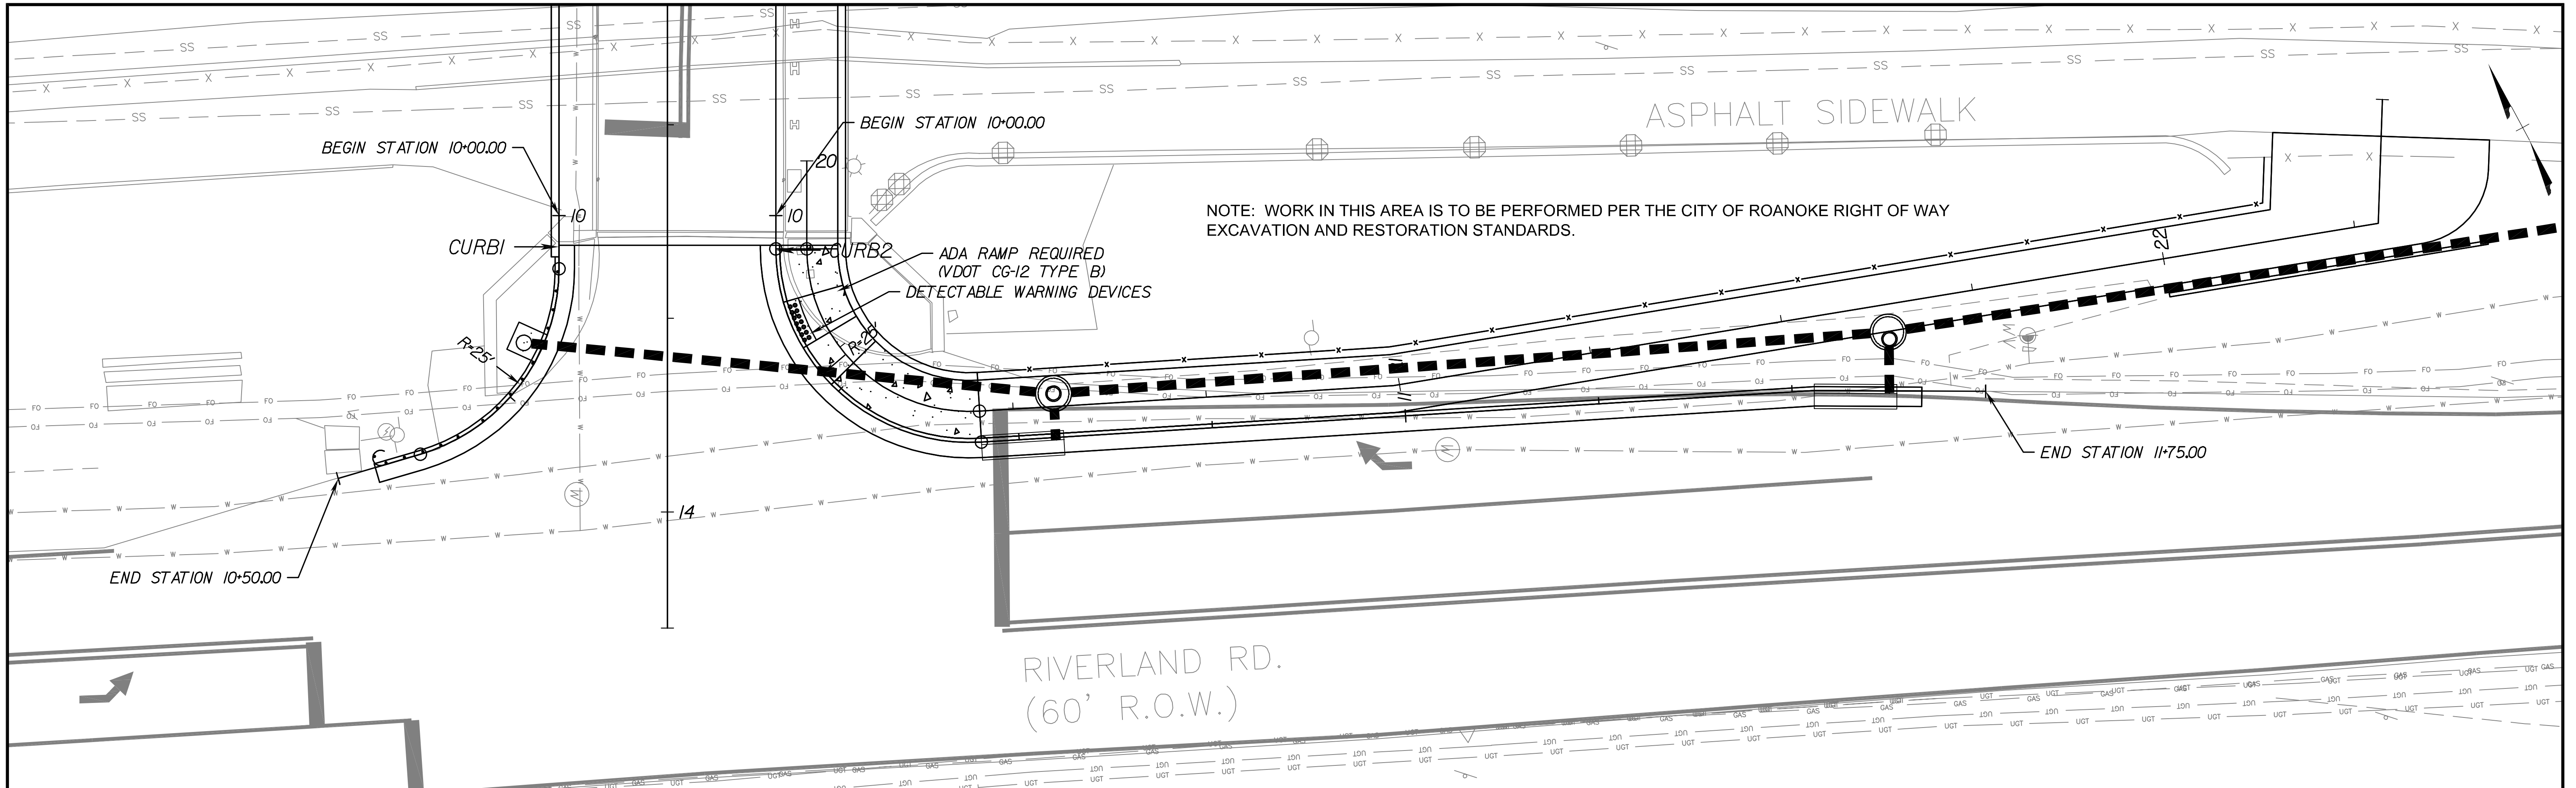 ASPHALT SIDEWALK
BEGIN STATION 10+00.00
BEGIN STATION 10+00.00
20
10
10
NOTE: WORK IN THIS AREA IS TO BE PERFORMED PER THE CITY OF ROANOKE RIGHT OF WAY
EXCAVATION AND RESTORATION STANDARDS.
CURB1
CURB2
ADA RAMP REQUIRED
(VDOT CG-12 TYPE B)
DETECTABLE WARNING DEVICES
22
R=25'
R=25'
11
END STATION 11+75.00
14
END STATION 10+50.00
RIVERLAND RD.
(60' R.O.W.)